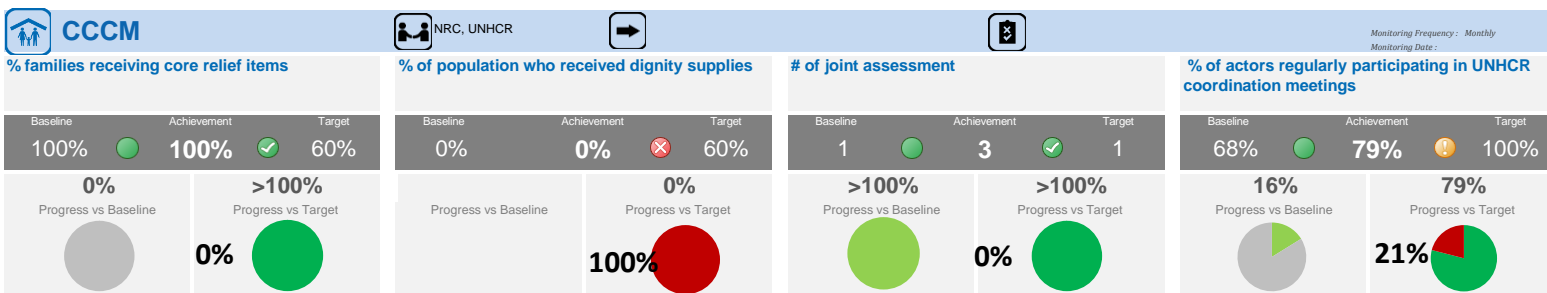 CCCM
NRC, UNHCR
Monitoring Frequency : Monthly
Monitoring Date :
% families receiving core relief items
Baseline Achievement Target
100% 100% 60%
0% >100%
Progress vs Baseline Progress vs Target
0%
% of population who received dignity supplies
Baseline Achievement Target
0% 0% 60%
0%
Progress vs Baseline Progress vs Target
100%
# of joint assessment
Baseline Achievement Target
1 3 1
>100% >100%
Progress vs Baseline Progress vs Target
0%
% of actors regularly participating in UNHCR
coordination meetings
Baseline Achievement Target
68% 79% 100%
16% 79%
Progress vs Baseline Progress vs Target
21%